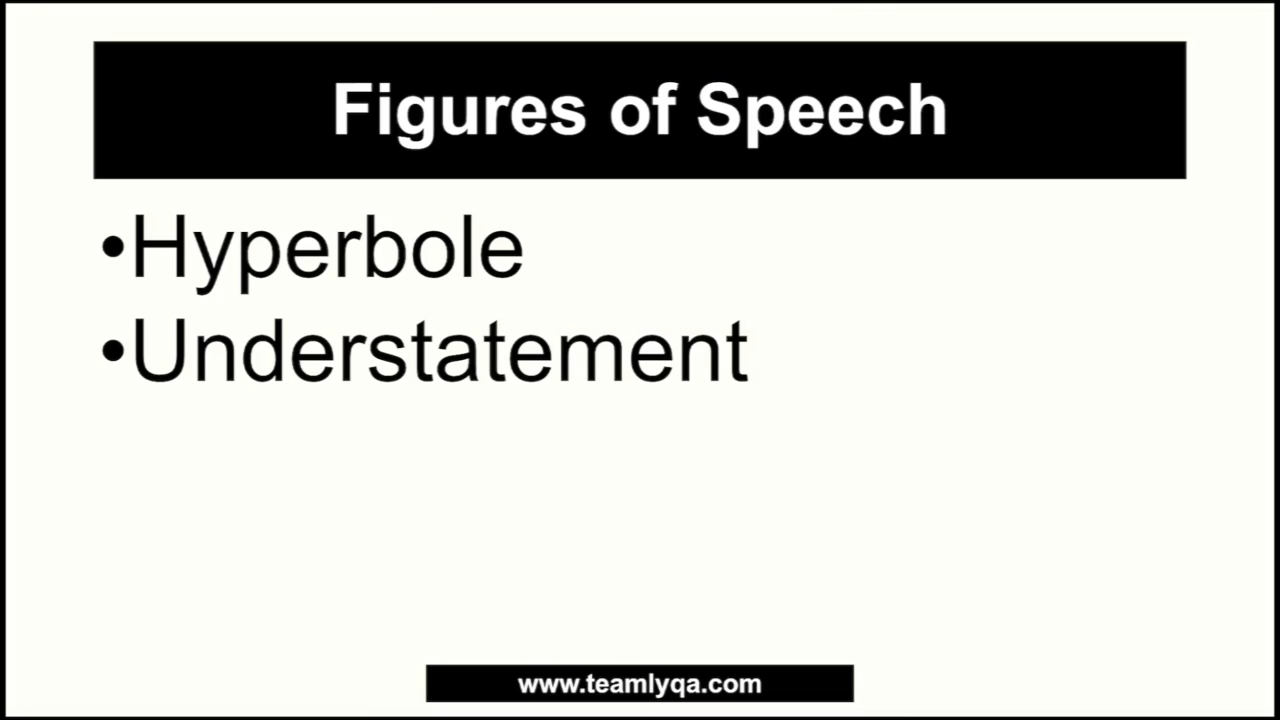 Figures of Speech
•Hyperbole
•Understatement
www.teamlyqa.com